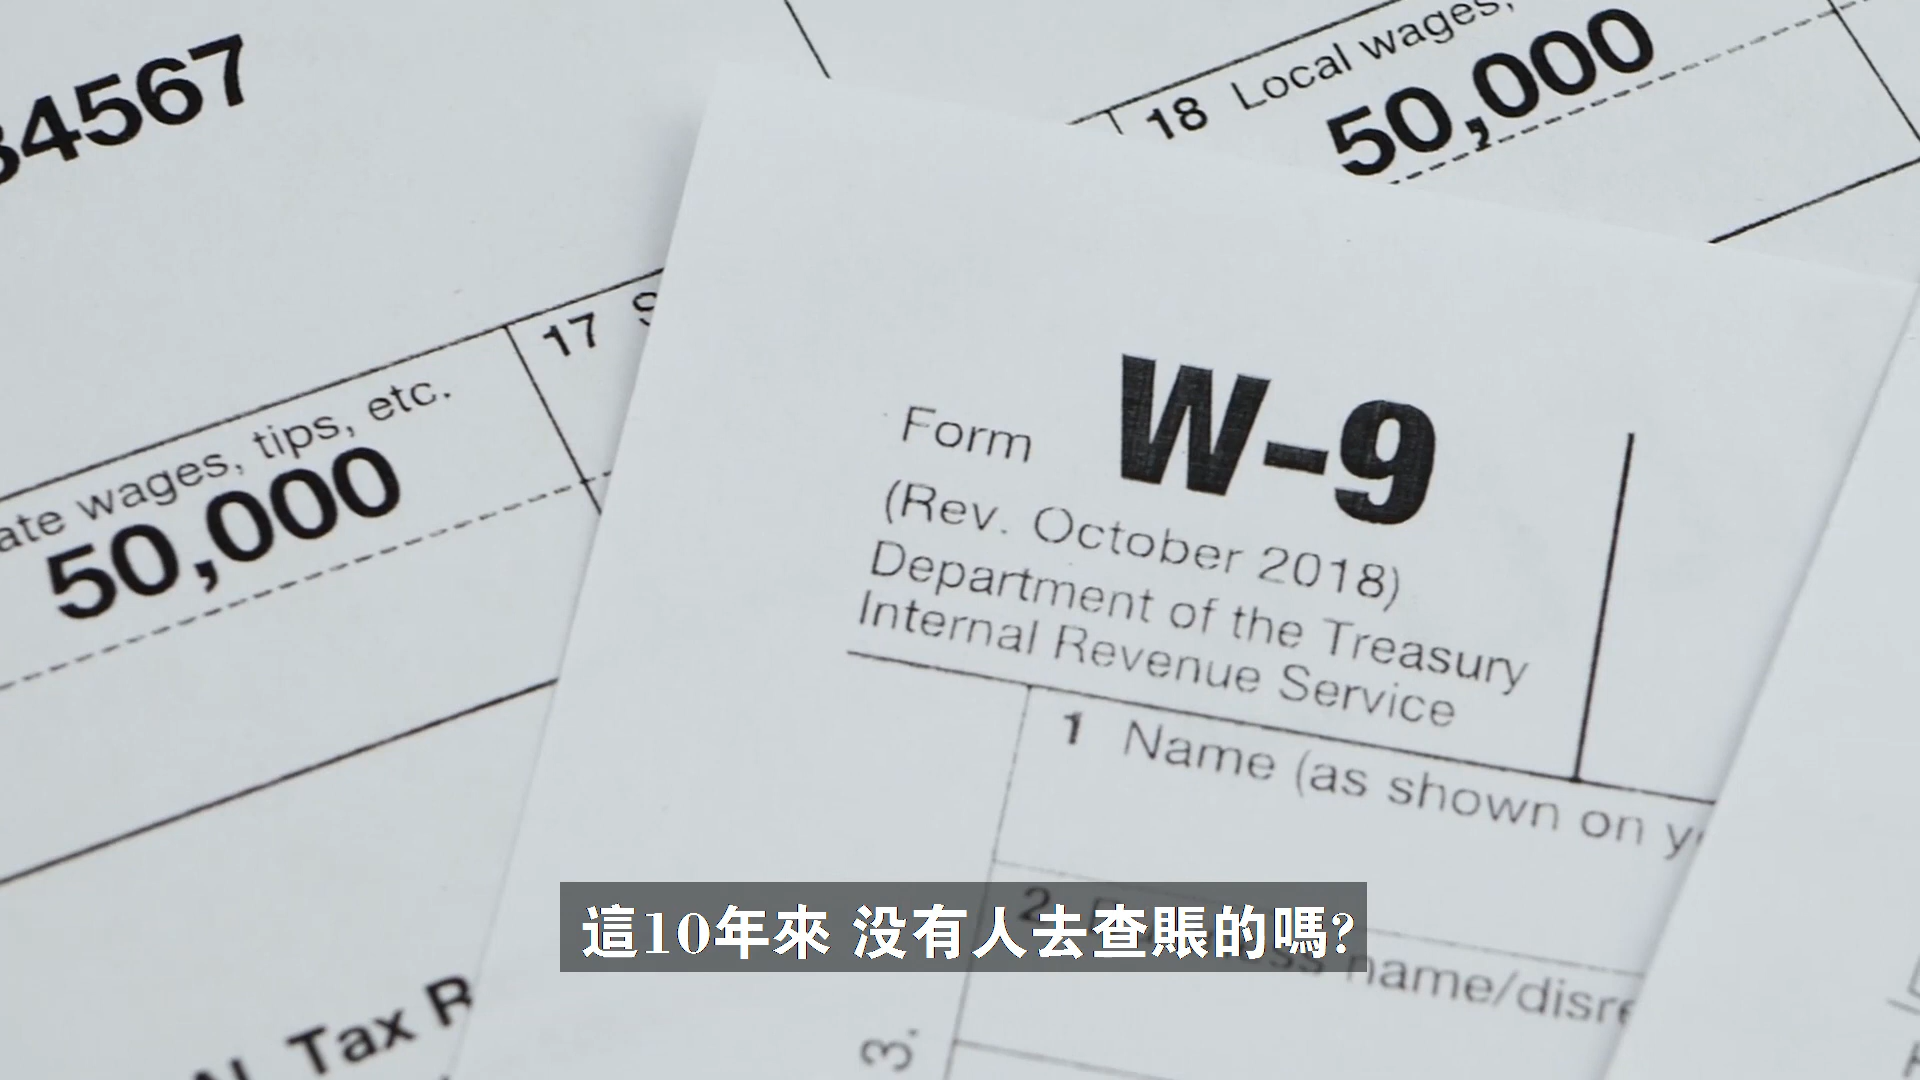 34567
18 Local wages,
50,000
17
ate wages, tips, etc.
50,000
Form W-9
(Rev. October 2018)
Department of the Treasury
Internal Revenue Service
1 Name (as shown on y
2
name/disre
這10年來 没有人去查賬的嗎?
Tax R
3.